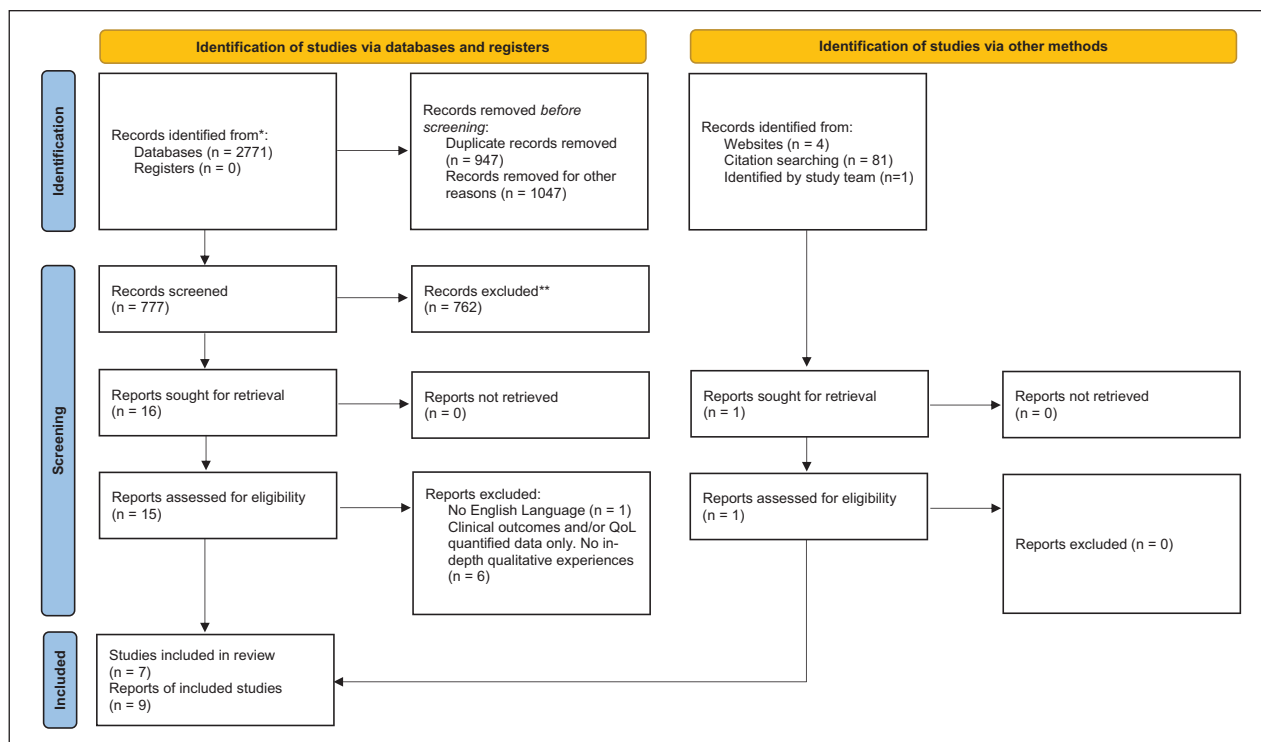 Identification of studies via databases and registers
Identification of studies via other methods
Identification
Records identified from*:
Databases (n = 2771)
Registers (n = 0)
Records removed before
screening:
Duplicate records removed
(n = 947)
Records removed for other
reasons (n = 1047)
Records identified from:
Websites (n = 4)
Citation searching (n = 81)
Identified by study team (n=1)
Screening
Records screened
(n = 777)
Records excluded**
(n = 762)
Reports sought for retrieval
(n = 16)
Reports not retrieved
(n = 0)
Reports sought for retrieval
(n = 1)
Reports not retrieved
(n = 0)
Reports assessed for eligibility
(n = 15)
Reports excluded:
No English Language (n = 1)
Clinical outcomes and/or QoL
quantified data only. No in-
depth qualitative experiences
(n = 6)
Reports assessed for eligibility
(n = 1)
Reports excluded (n = 0)
Included
Studies included in review
(n = 7)
Reports of included studies
(n = 9)